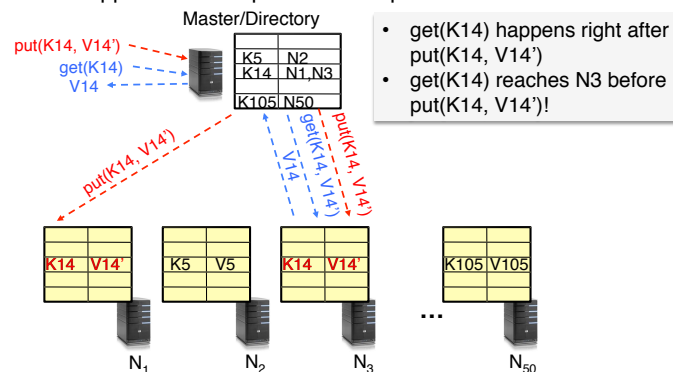 Master/Directory
put(K14, V14’)
get(K14)
V14
K5 N2
K14 N1,N3
K105 N50
• get(K14) happens right after
put(K14, V14’)
• get(K14) reaches N3 before
put(K14, V14’)!
put(K14, V14’)
V14
get(K14, V14’)
put(K14, V14’)
K14 V14’
K5 V5
K14 V14’
K105 V105
...
N1
N2
N3
N50